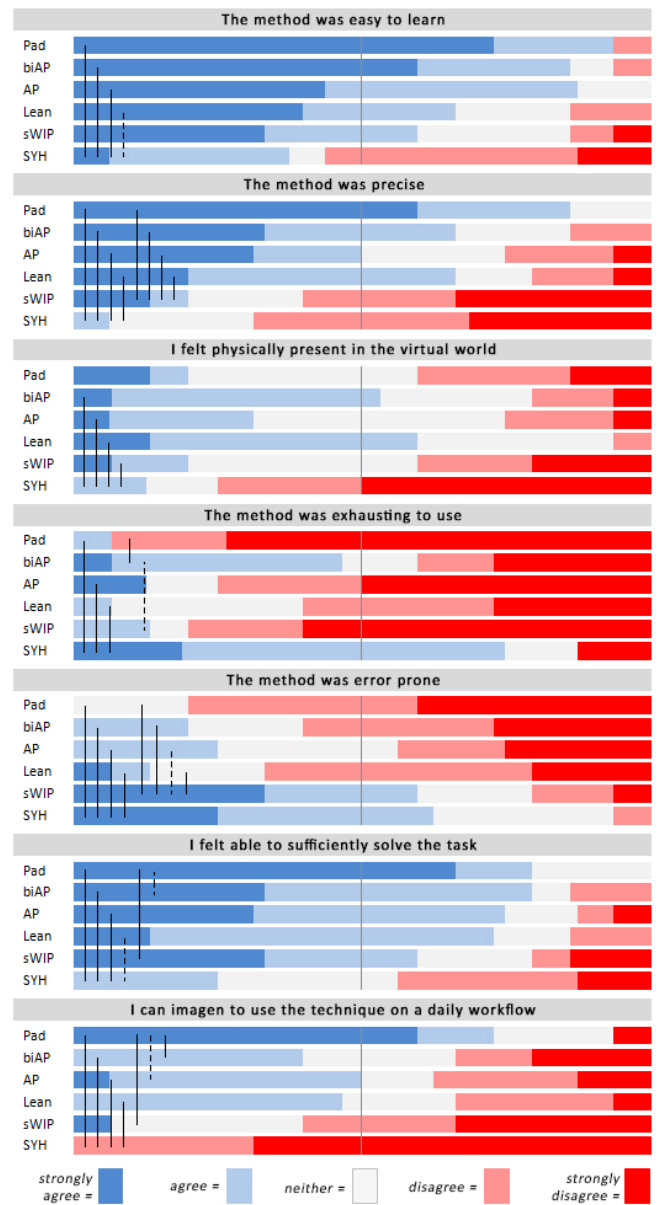 The method was easy to learn
Pad
biAP
AP
Lean
sWIP
SYH
The method was precise
Pad
biAP
AP
Lean
sWIP
SYH
I felt physically present in the virtual world
Pad
biAP
AP
Lean
sWIP
SYH
The method was exhausting to use
Pad
biAP
AP
Lean
sWIP
SYH
The method was error prone
Pad
biAP
AP
Lean
sWIP
SYH
I felt able to sufficiently solve the task
Pad
biAP
AP
Lean
sWIP
SYH
I can imagen to use the technique on a daily workflow
Pad
biAP
AP
Lean
sWIP
SYH
strongly agree =
agree =
neither =
disagree =
strongly disagree =